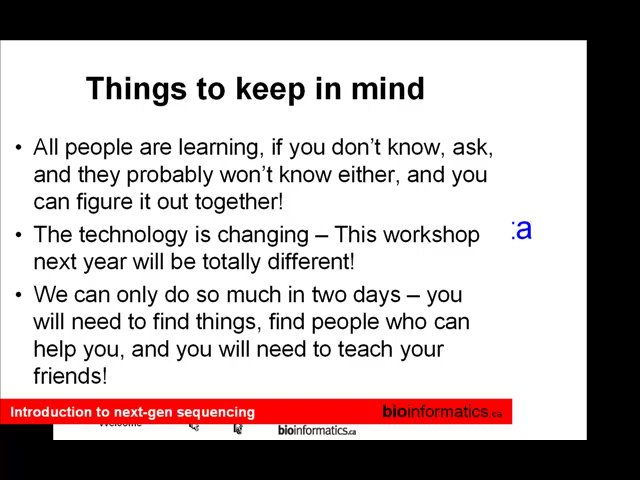 Things to keep in mind
• All people are learning, if you don't know, ask,
and they probably won't know either, and you
can figure it out together!
• The technology is changing – This workshop
next year will be totally different!
• We can only do so much in two days – you
will need to find things, find people who can
help you, and you will need to teach your
friends!
ta
Introduction to next-gen sequencing
bioinformatics.ca
Welcome
bioinformatics.ca